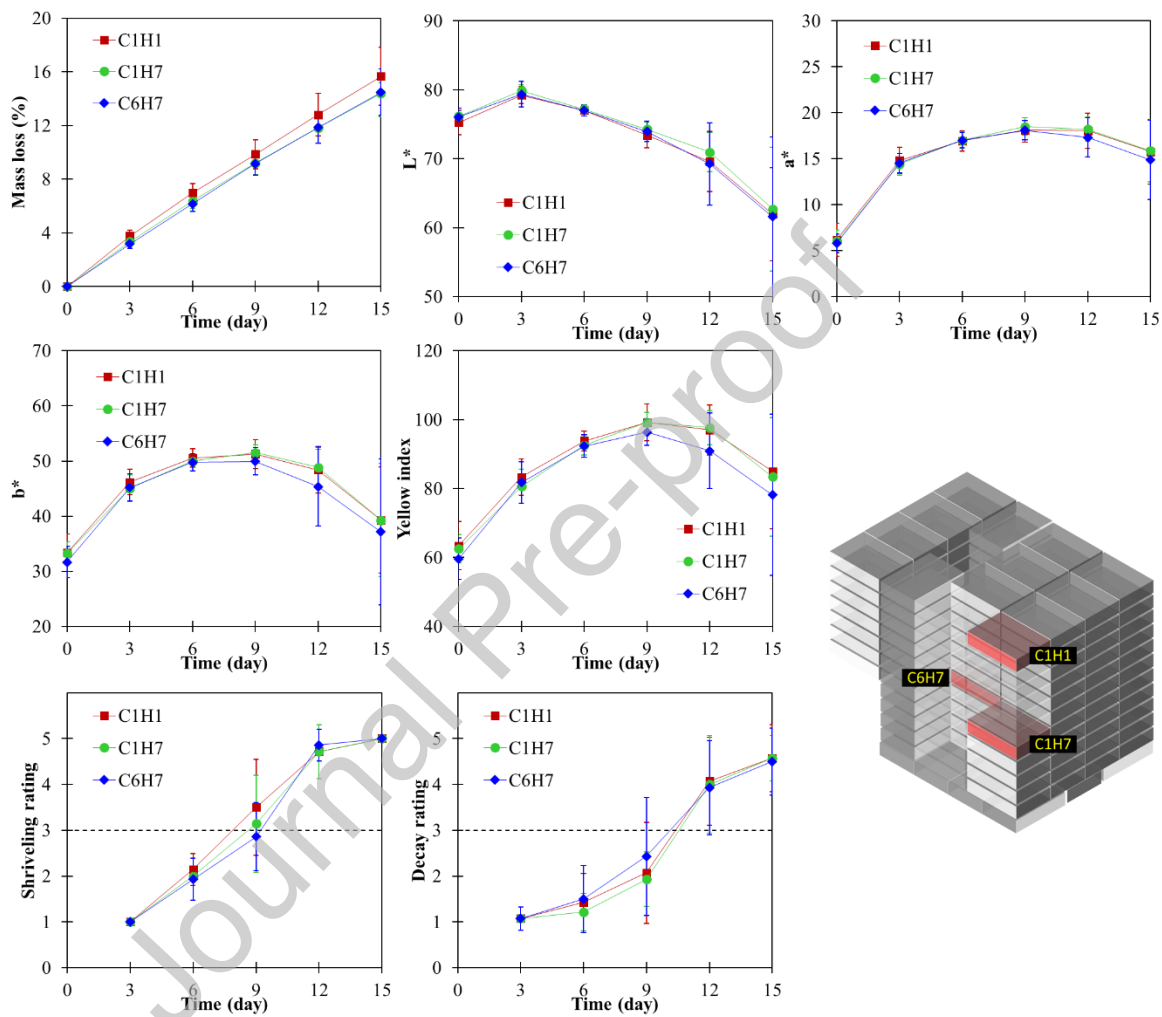 20
16
12
8
4
0
Mass loss (%)
C1H1
C1H7
C6H7
0 3 6 9 12 15
Time (day)
90
80
70
60
50
L*
C1H1
C1H7
C6H7
0 3 6 9 12 15
Time (day)
30
25
20
15
10
5
0
a*
C1H1
C1H7
C6H7
0 3 6 9 12 15
Time (day)
70
60
50
40
30
20
b*
C1H1
C1H7
C6H7
0 3 6 9 12 15
Time (day)
120
100
80
60
40
Yellow index
C1H1
C1H7
C6H7
0 3 6 9 12 15
Time (day)
C1H1
C6H7
C1H7
5
4
3
2
1
0
Shriveling rating
C1H1
C1H7
C6H7
0 3 6 9 12 15
Time (day)
5
4
3
2
1
0
Decay rating
C1H1
C1H7
C6H7
0 3 6 9 12 15
Time (day)
Journal Pre-proof